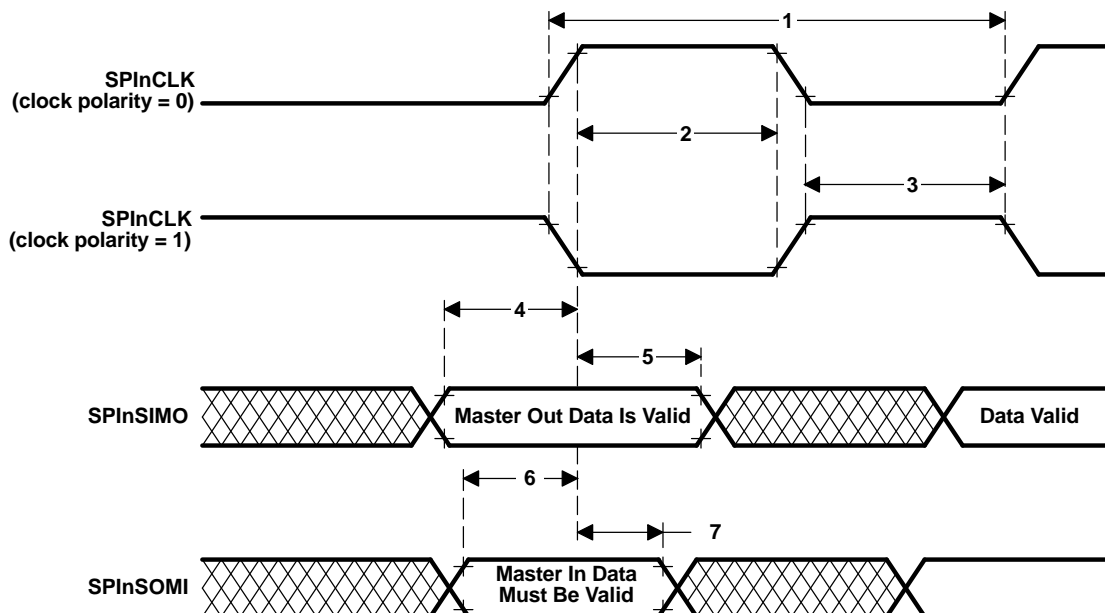 1
SPInCLK
(clock polarity = 0)
2
3
SPInCLK
(clock polarity = 1)
4
5
SPInSIMO
Master Out Data Is Valid
Data Valid
6
7
SPInSOMI
Master In Data
Must Be Valid